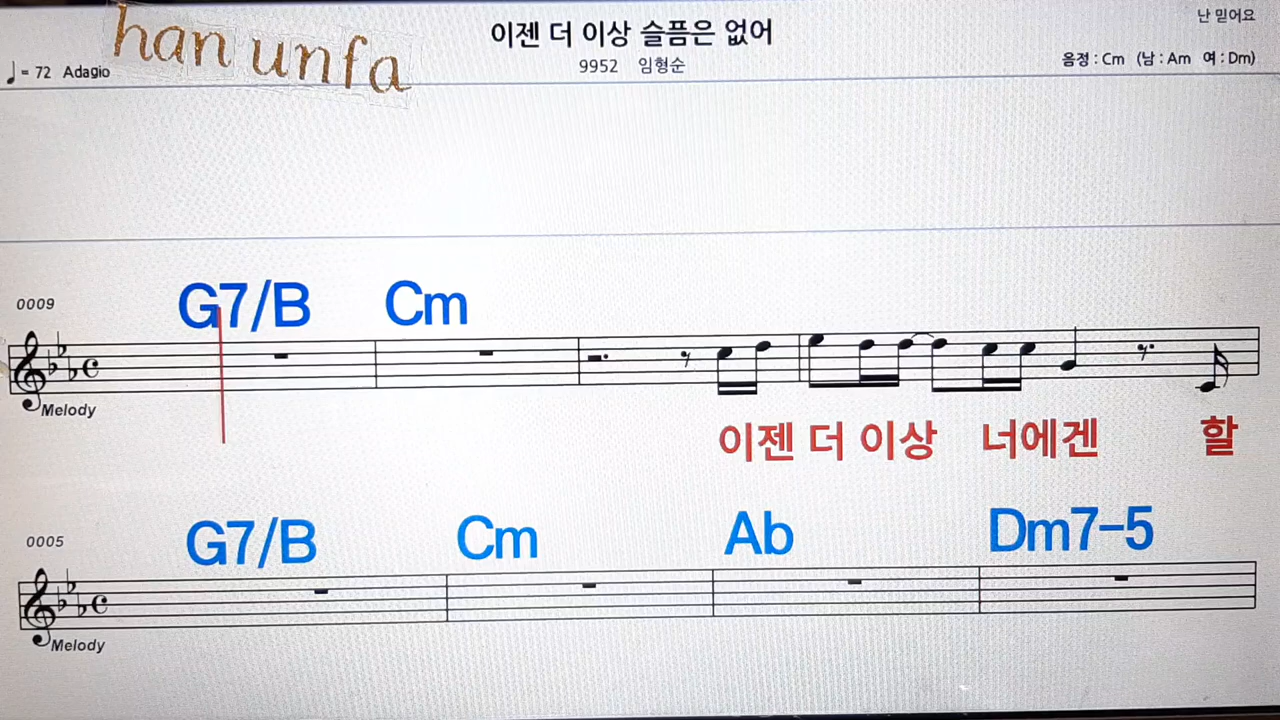 han unfa
이젠 더 이상 슬픔은 없어
난 믿어요
♩= 72 Adagio
9952 임형순
음정 : Cm (남 : Am 여 : Dm)
0009
G7/B Cm
Melody
이젠 더 이상 너에겐 할
0005
G7/B Cm Ab Dm7-5
Melody